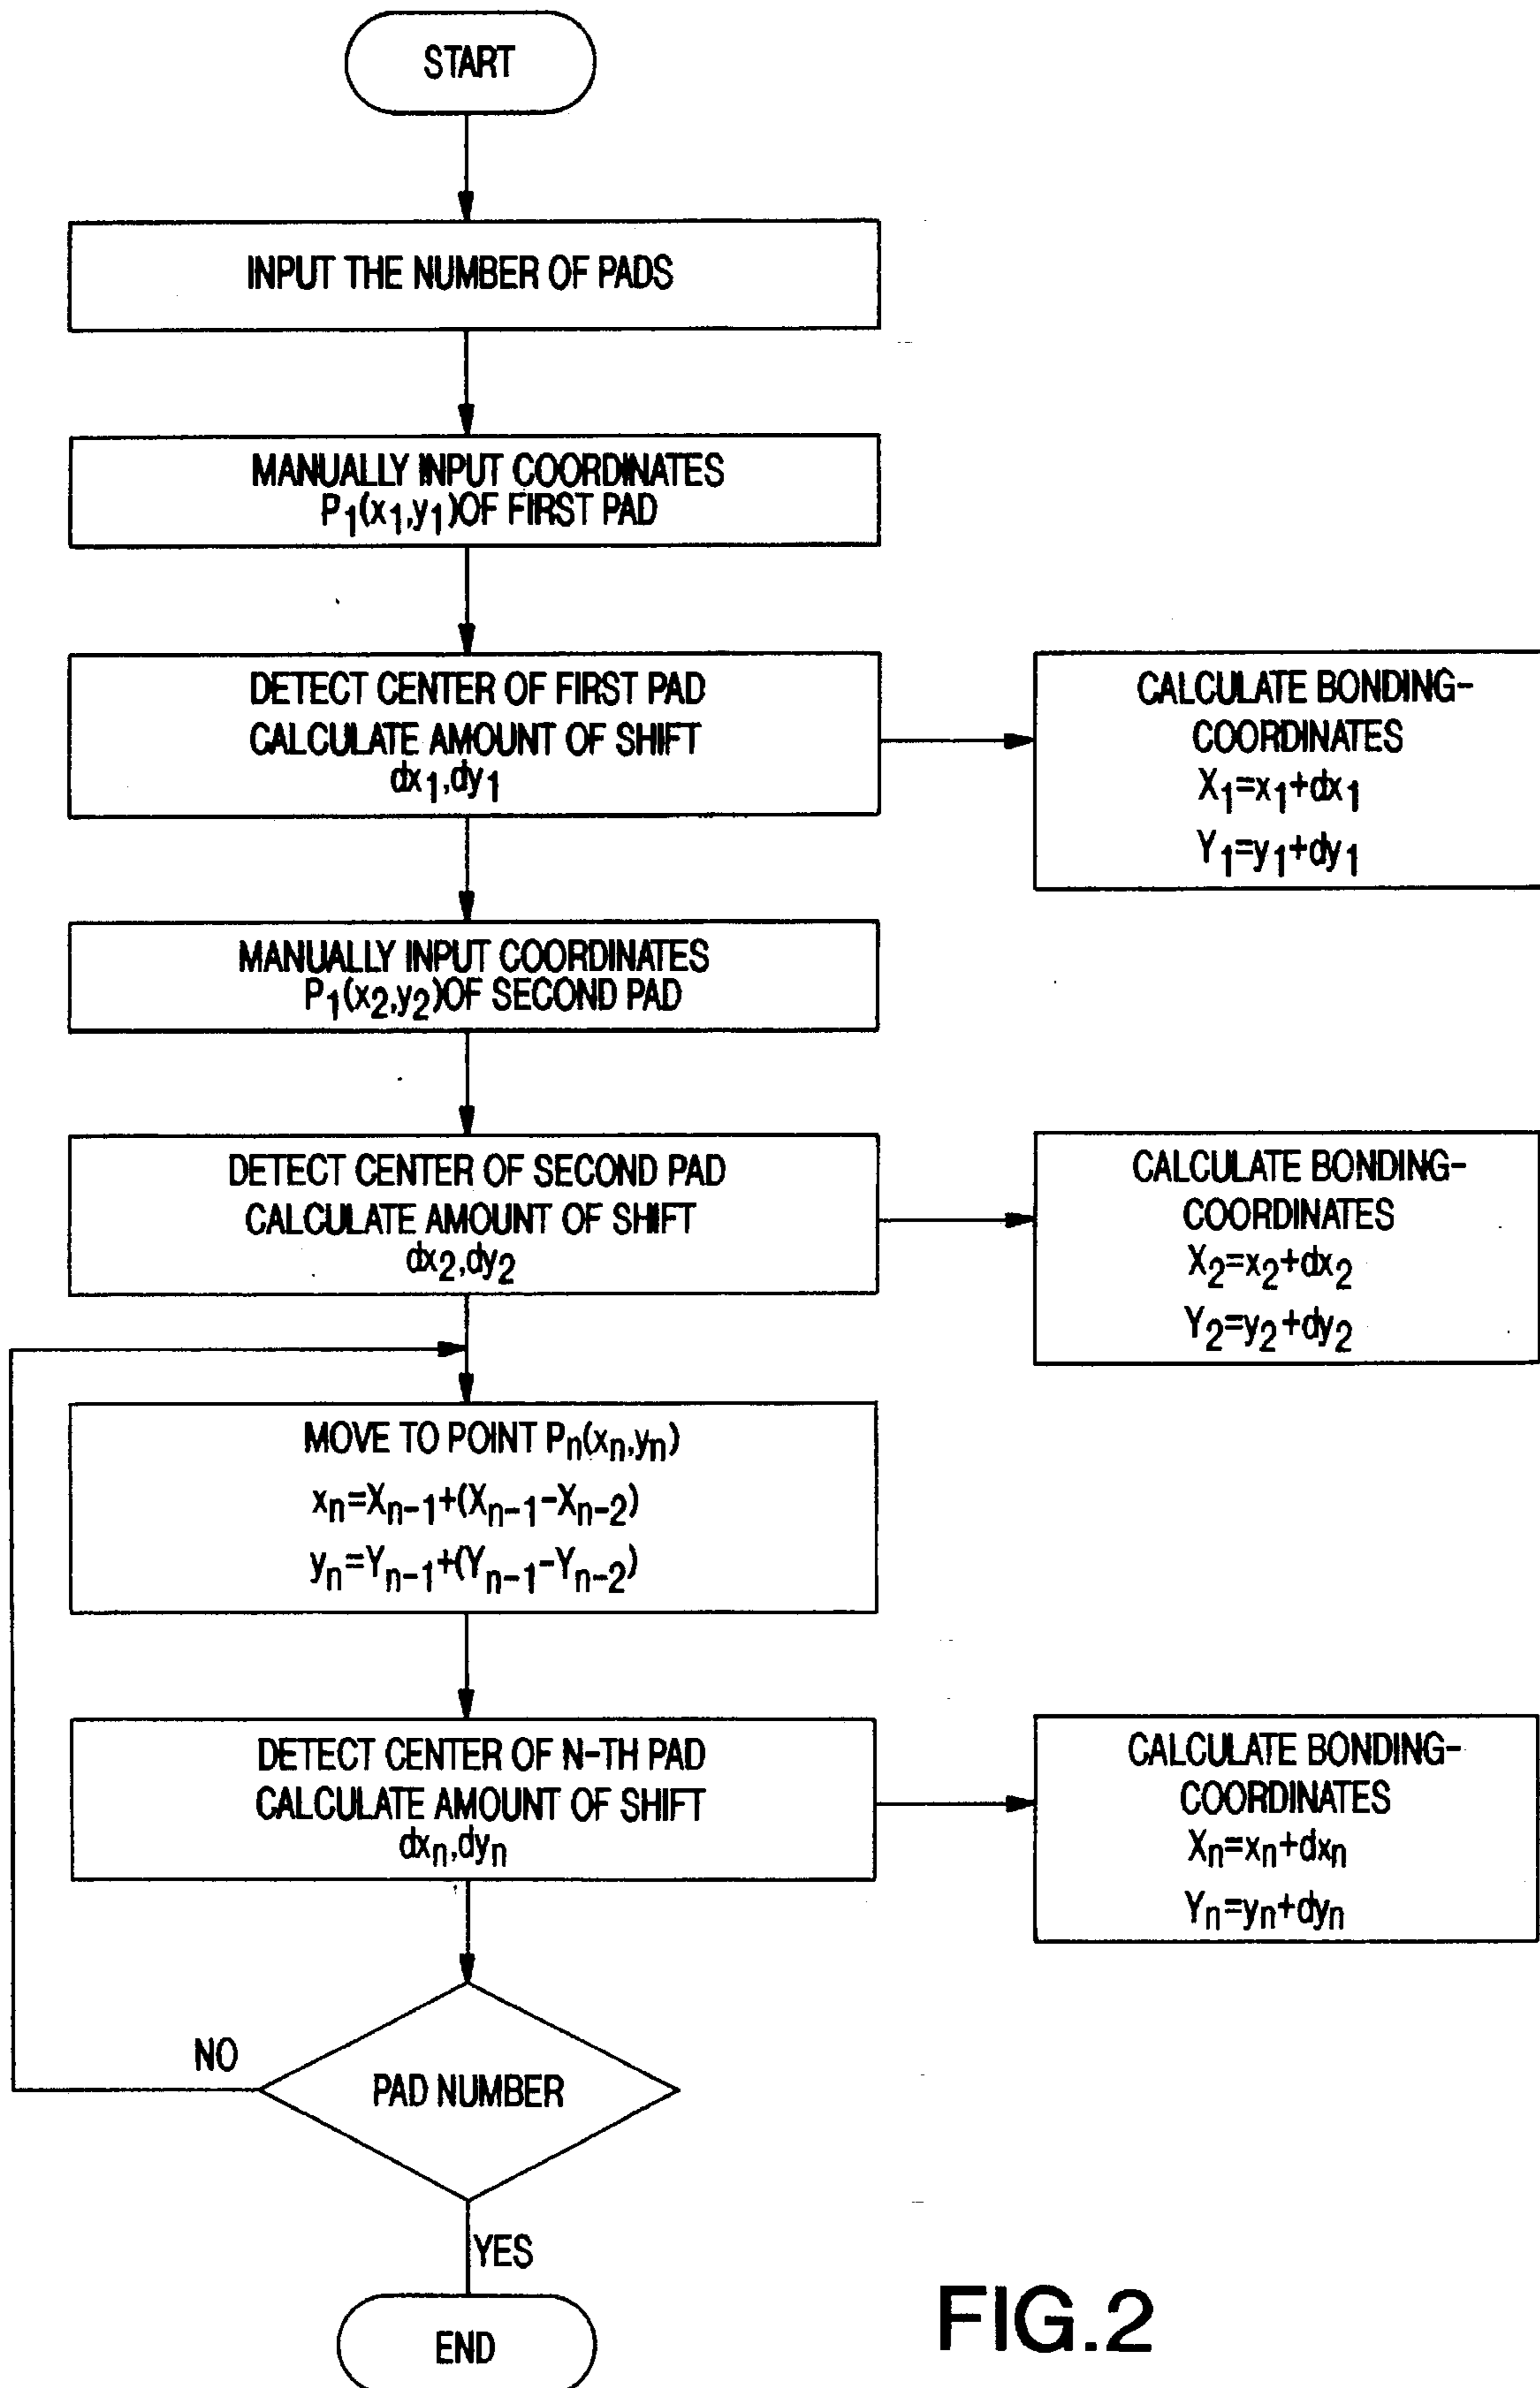 START
INPUT THE NUMBER OF PADS
MANUALLY INPUT COORDINATES
P₁(x₁,y₁)OF FIRST PAD
DETECT CENTER OF FIRST PAD
CALCULATE AMOUNT OF SHIFT
dx₁,dy₁
CALCULATE BONDING-
COORDINATES
X₁=x₁+dx₁
Y₁=y₁+dy₁
MANUALLY INPUT COORDINATES
P₁(x₂,y₂)OF SECOND PAD
DETECT CENTER OF SECOND PAD
CALCULATE AMOUNT OF SHIFT
dx₂,dy₂
CALCULATE BONDING-
COORDINATES
X₂=x₂+dx₂
Y₂=y₂+dy₂
MOVE TO POINT Pₙ(xₙ,yₙ)
xₙ=Xₙ₋₁+(Xₙ₋₁-Xₙ₋₂)
yₙ=Yₙ₋₁+(Yₙ₋₁-Yₙ₋₂)
DETECT CENTER OF N-TH PAD
CALCULATE AMOUNT OF SHIFT
dxₙ,dyₙ
CALCULATE BONDING-
COORDINATES
Xₙ=xₙ+dxₙ
Yₙ=yₙ+dyₙ
NO
PAD NUMBER
YES
END
FIG.2